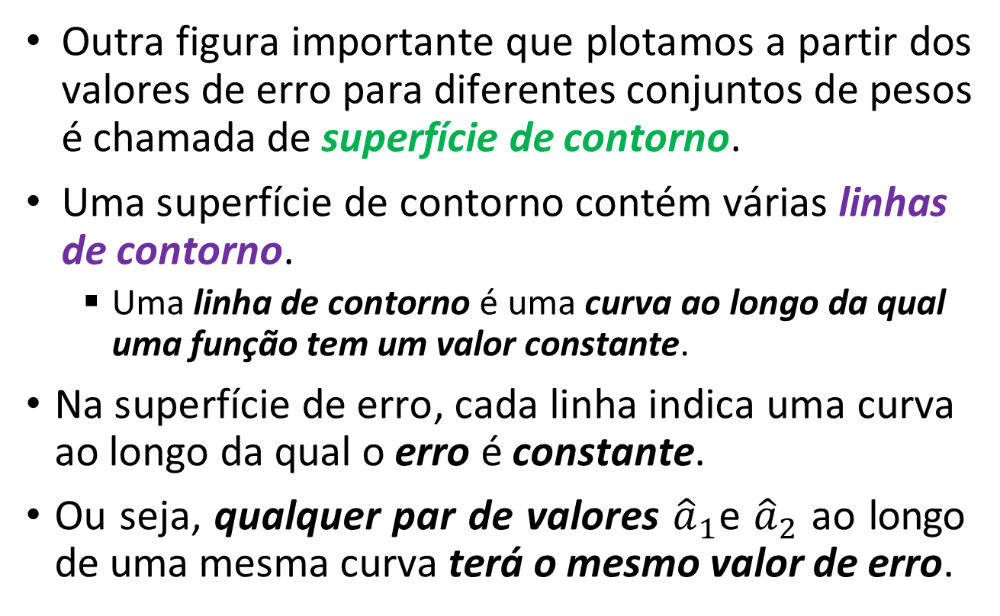 • Outra figura importante que plotamos a partir dos
valores de erro para diferentes conjuntos de pesos
é chamada de superfície de contorno.
• Uma superfície de contorno contém várias linhas
de contorno.
▪ Uma linha de contorno é uma curva ao longo da qual
uma função tem um valor constante.
• Na superfície de erro, cada linha indica uma curva
ao longo da qual o erro é constante.
• Ou seja, qualquer par de valores â₁e â₂ ao longo
de uma mesma curva terá o mesmo valor de erro.